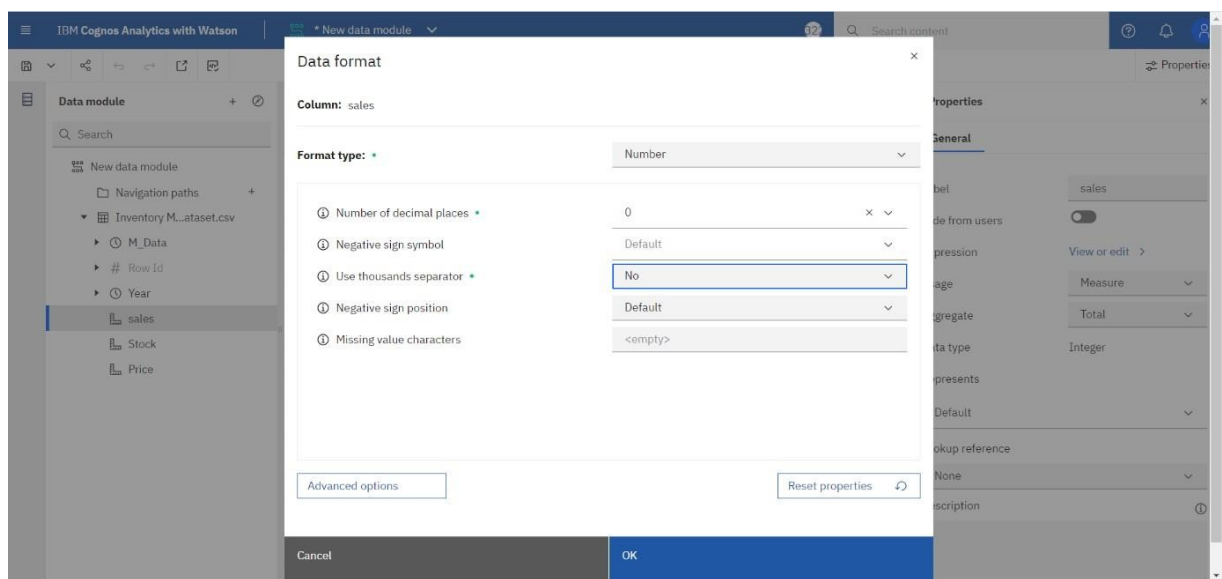 IBM Cognos Analytics with Watson
* New data module
Search content
Properties
Data module
Search
New data module
Navigation paths
Inventory M...ataset.csv
M_Data
# Row Id
Year
sales
Stock
Price
Data format
Column: sales
Format type: Number
Number of decimal places 0
Negative sign symbol Default
Use thousands separator No
Negative sign position Default
Missing value characters <empty>
Advanced options
Reset properties
Cancel
OK
roperties
General
bel sales
de from users
pression View or edit
age Measure
gregate Total
ta type Integer
presents
Default
okup reference
None
escription